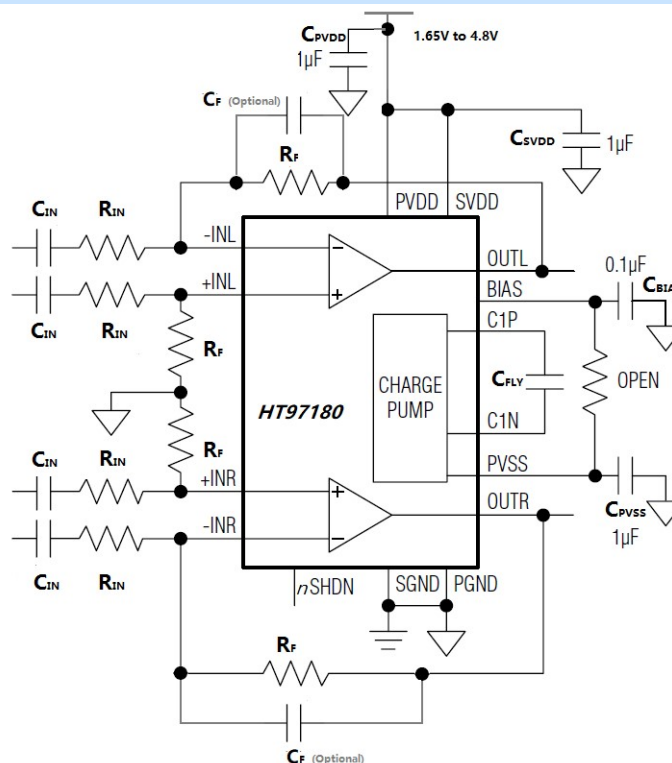 CPVDD
1µF
1.65V to 4.8V
CF (Optional)
RF
CSVDD
1µF
PVDD
SVDD
CIN
RIN
-INL
OUTL
+INL
BIAS
0.1µF
CBIA
CIN
RIN
C1P
RF
CHARGE
PUMP
CFLY
OPEN
HT97180
C1N
RF
CIN
RIN
PVSS
+INR
OUTR
-INR
CPVSS
1µF
CIN
RIN
nSHDN
SGND
PGND
RF
CF (Optional)